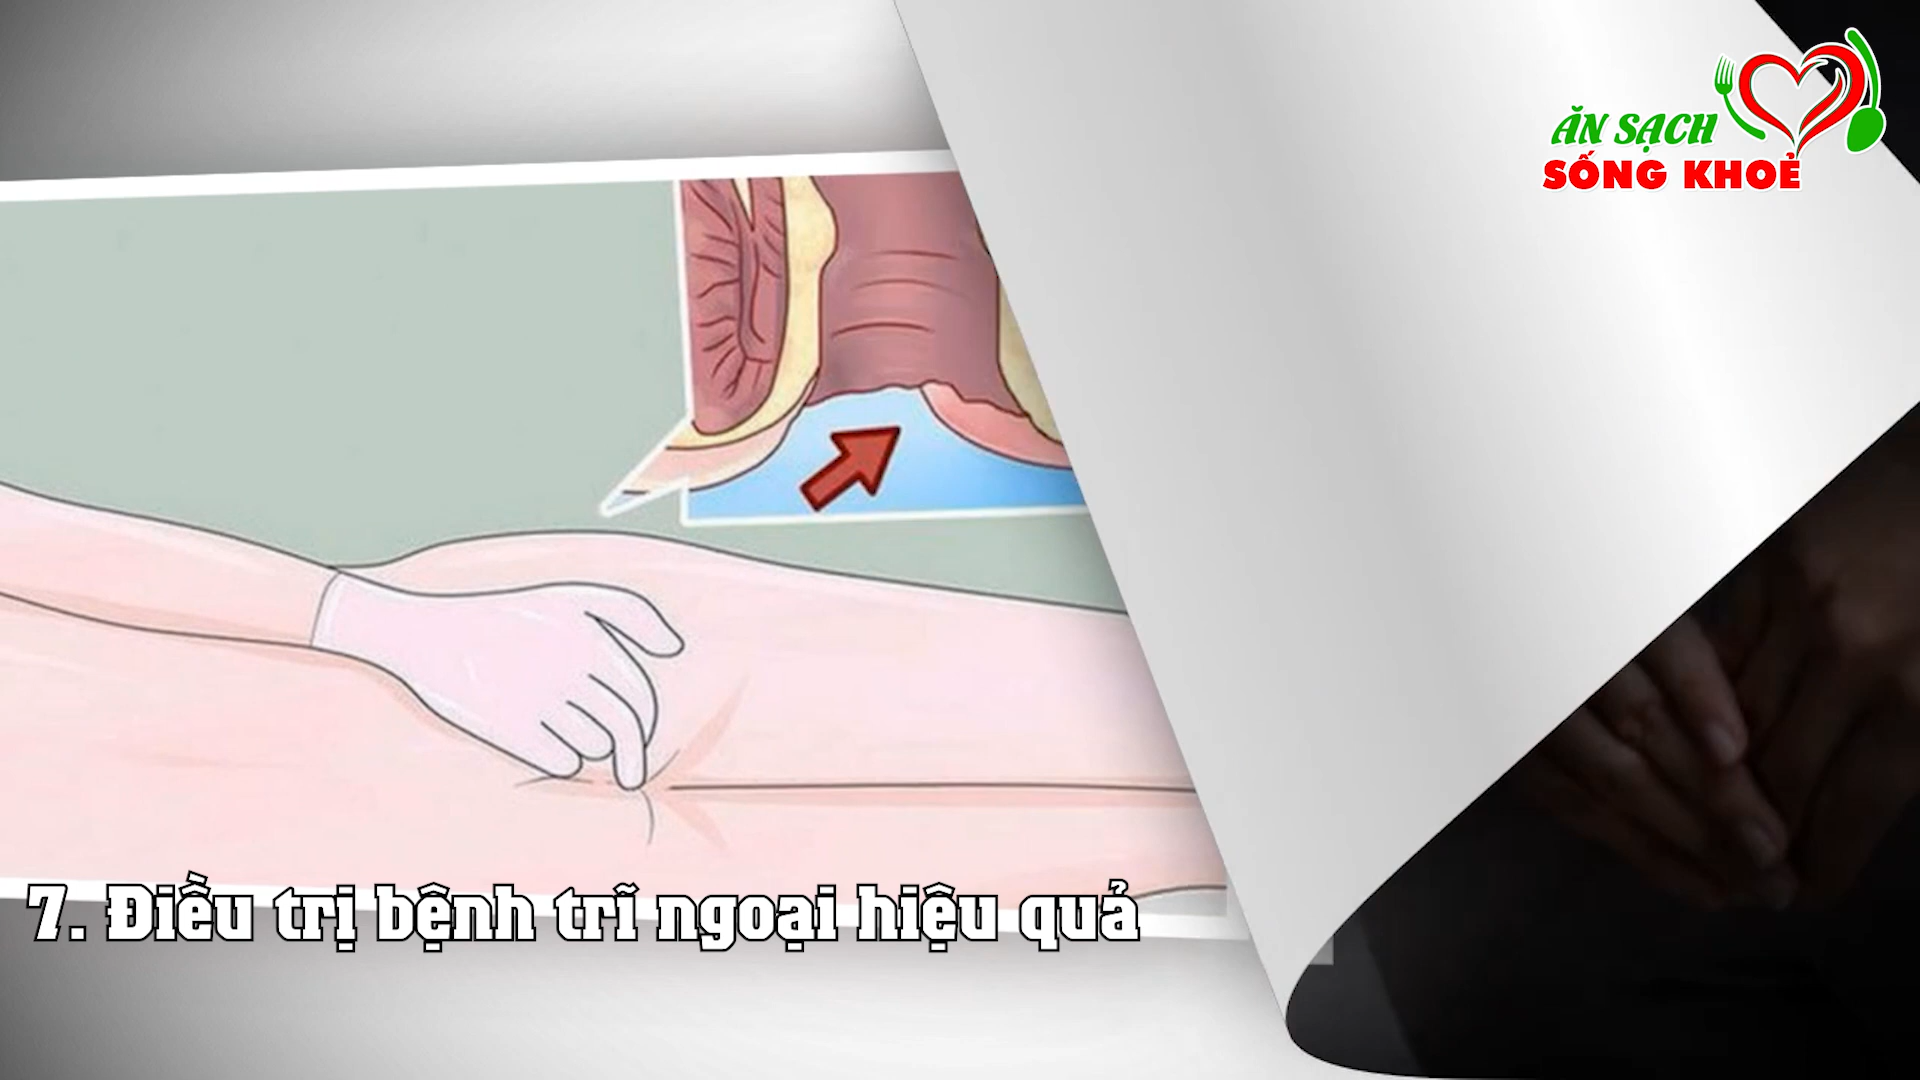 ĂN SẠCH
SỐNG KHOẺ
7. Điều trị bệnh trĩ ngoại hiệu quả